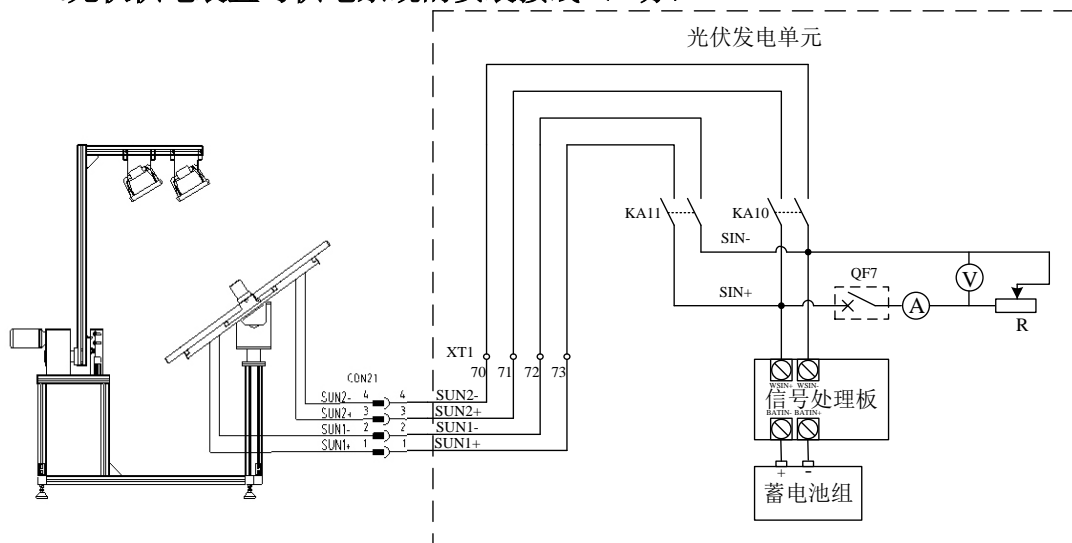 光伏发电单元
KA11
KA10
SIN-
QF7
V
SIN+
A
R
XT1
70 71 72 73
CON21
SUN2- 4 4 SUN2-
SUN2+ 3 3 SUN2+
SUN1- 2 2 SUN1-
SUN1+ 1 1 SUN1+
WSIN+ WSIN-
信号处理板
BATIN- BATIN+
+ -
蓄电池组